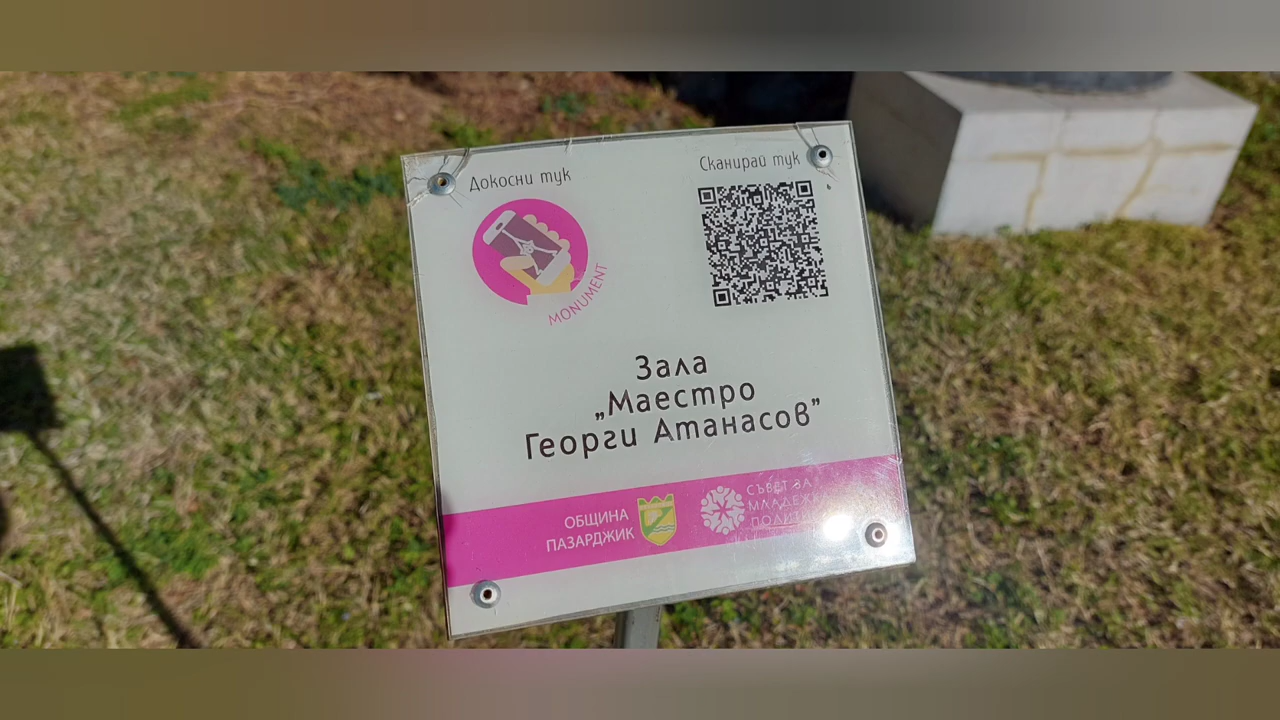 Докосни тук
Сканирай тук
MONUMENT
Зала
„Маестро
Георги Атанасов”
ОБЩИНА
ПАЗАРДЖИК
СЪВЕТ ЗА